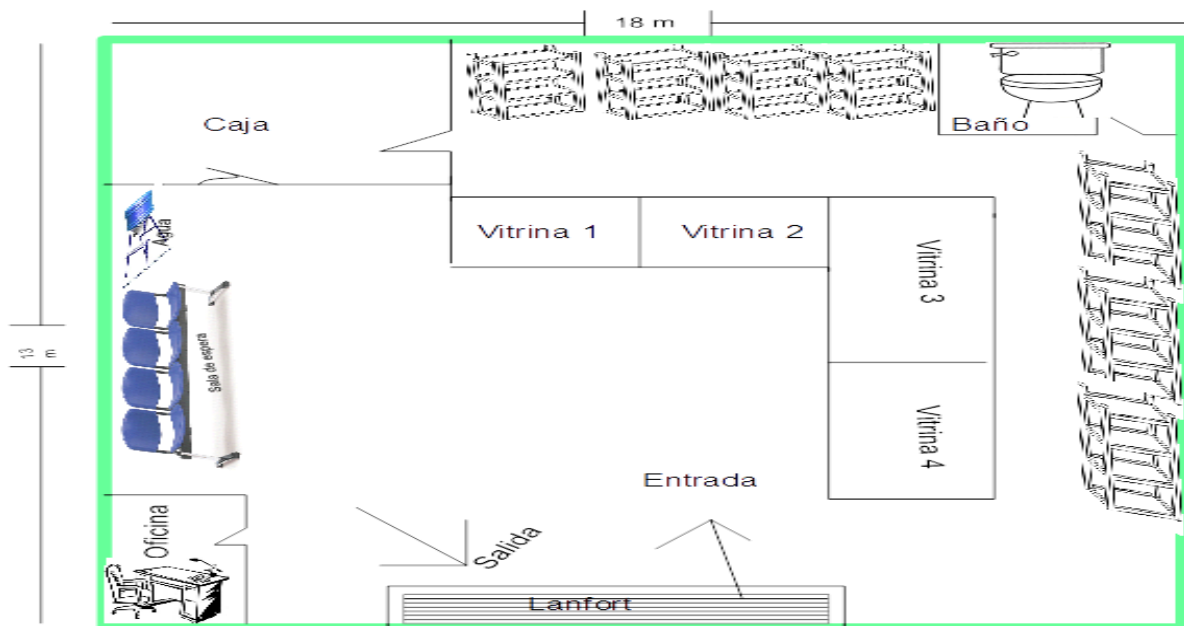 18 m
Caja
Baño
Agua
Vitrina 1
Vitrina 2
Vitrina 3
Sala de espera
13
m
Vitrina 4
Entrada
Oficina
Salida
Lanfort